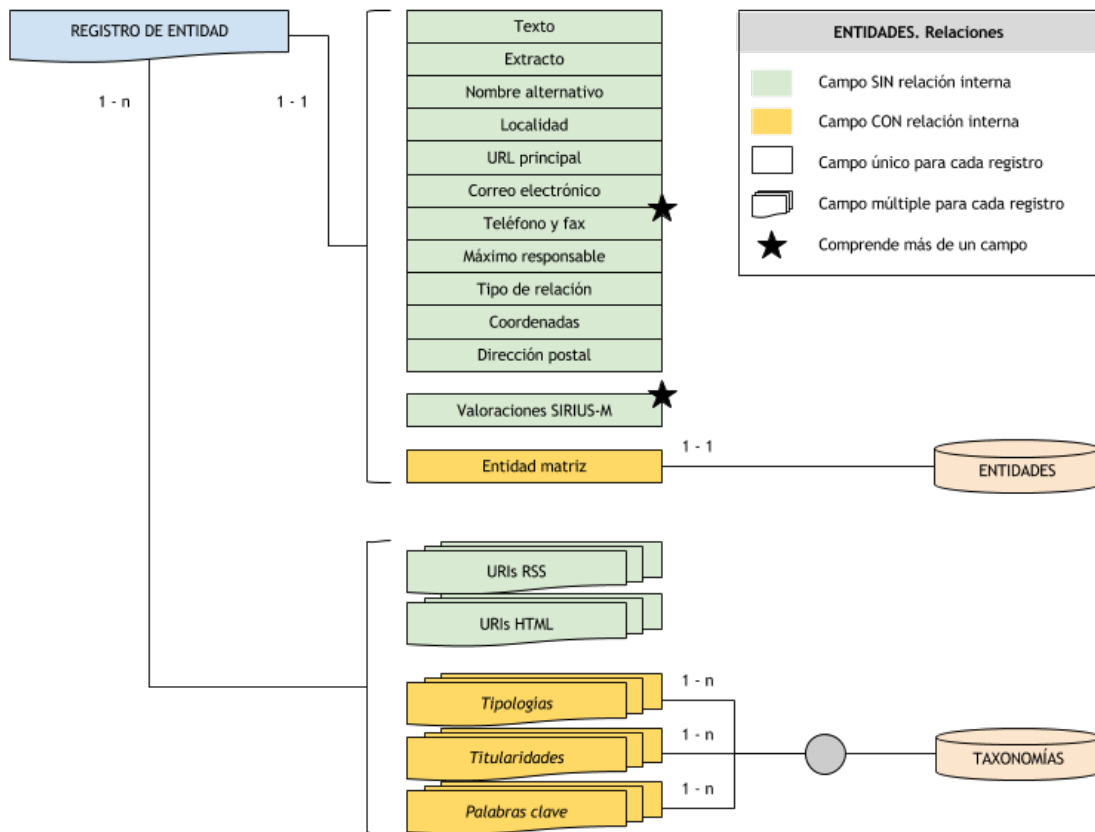 REGISTRO DE ENTIDAD
1 - n
1 - 1
Texto
Extracto
Nombre alternativo
Localidad
URL principal
Correo electrónico
Teléfono y fax
Máximo responsable
Tipo de relación
Coordenadas
Dirección postal
Valoraciones SIRIUS-M
Entidad matriz
1 - 1
ENTIDADES
ENTIDADES. Relaciones
Campo SIN relación interna
Campo CON relación interna
Campo único para cada registro
Campo múltiple para cada registro
Comprende más de un campo
URIs RSS
URIs HTML
Tipologías
1 - n
Titularidades
1 - n
Palabras clave
1 - n
TAXONOMÍAS